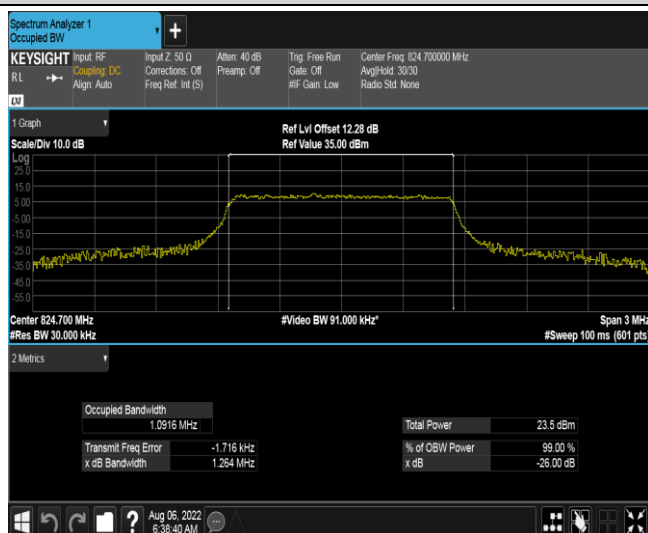 Spectrum Analyzer 1
Occupied BW
+
KEYSIGHT
R L
LXI
Input: RF
Coupling: DC
Align: Auto
Input Z: 50 Ω
Corrections: Off
Freq Ref: Int (S)
Atten: 40 dB
Preamp: Off
Trig: Free Run
Gate: Off
#IF Gain: Low
Center Freq: 824.700000 MHz
Avg|Hold: 30/30
Radio Std: None
1 Graph
Scale/Div 10.0 dB
Ref Lvl Offset 12.28 dB
Ref Value 35.00 dBm
Log
25.0
15.0
5.00
-5.00
-15.0
-25.0
-35.0
-45.0
-55.0
Center 824.700 MHz
#Res BW 30.000 kHz
#Video BW 91.000 kHz*
Span 3 MHz
#Sweep 100 ms (601 pts)
2 Metrics
Occupied Bandwidth
1.0916 MHz
Transmit Freq Error -1.716 kHz
x dB Bandwidth 1.264 MHz
Total Power 23.5 dBm
% of OBW Power 99.00 %
x dB -26.00 dB
?
Aug 06, 2022
6:38:40 AM